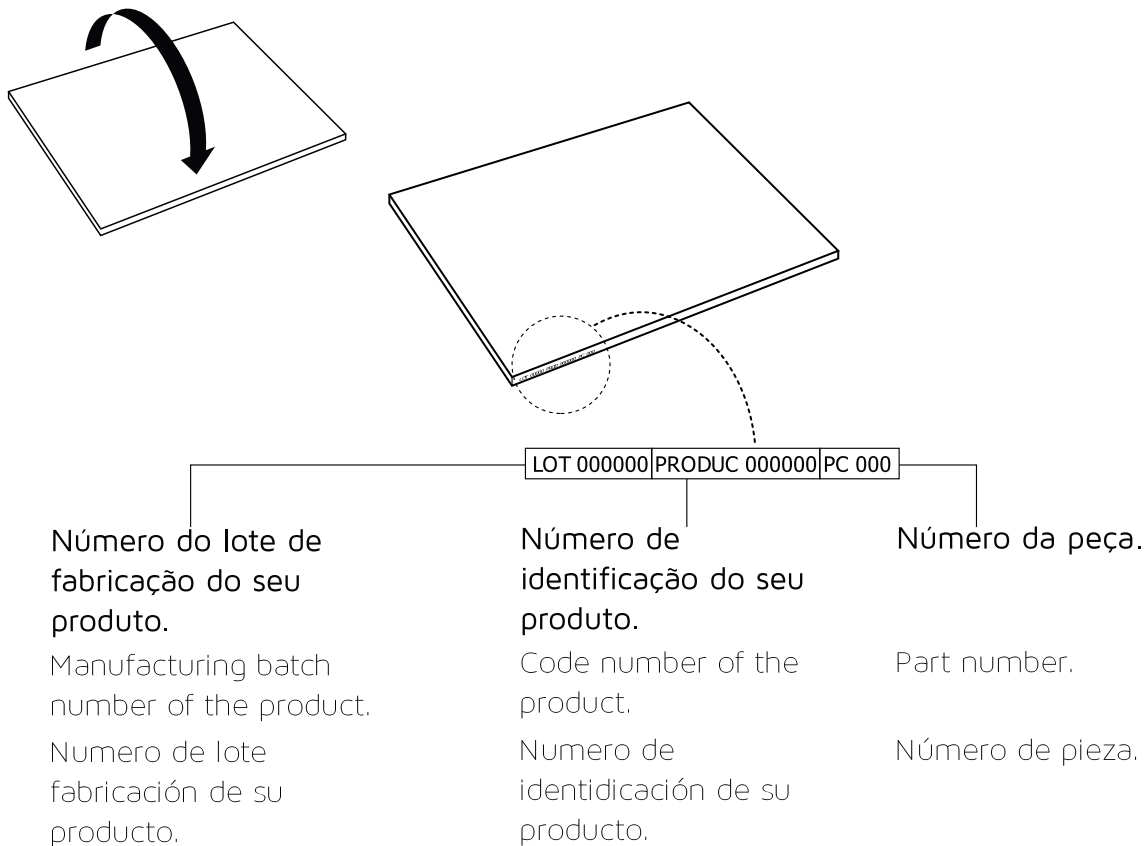 LOT 000000 PRODUC 000000 PC 000
Número do lote de
fabricação do seu
produto.
Manufacturing batch
number of the product.
Numero de lote
fabricación de su
producto.
Número de
identificação do seu
produto.
Code number of the
product.
Numero de
identidicación de su
producto.
Número da peça.
Part number.
Número de pieza.